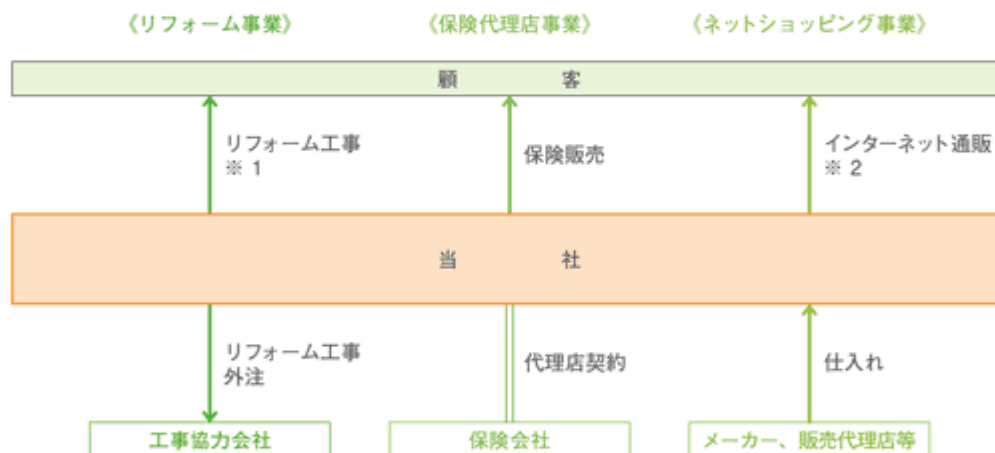 《リフォーム事業》
《保険代理店事業》
《ネットショッピング事業》
顧 客
リフォーム工事
※ 1
保険販売
インターネット通販
※ 2
当 社
リフォーム工事
外注
代理店契約
仕入れ
工事協力会社
保険会社
メーカー、販売代理店等